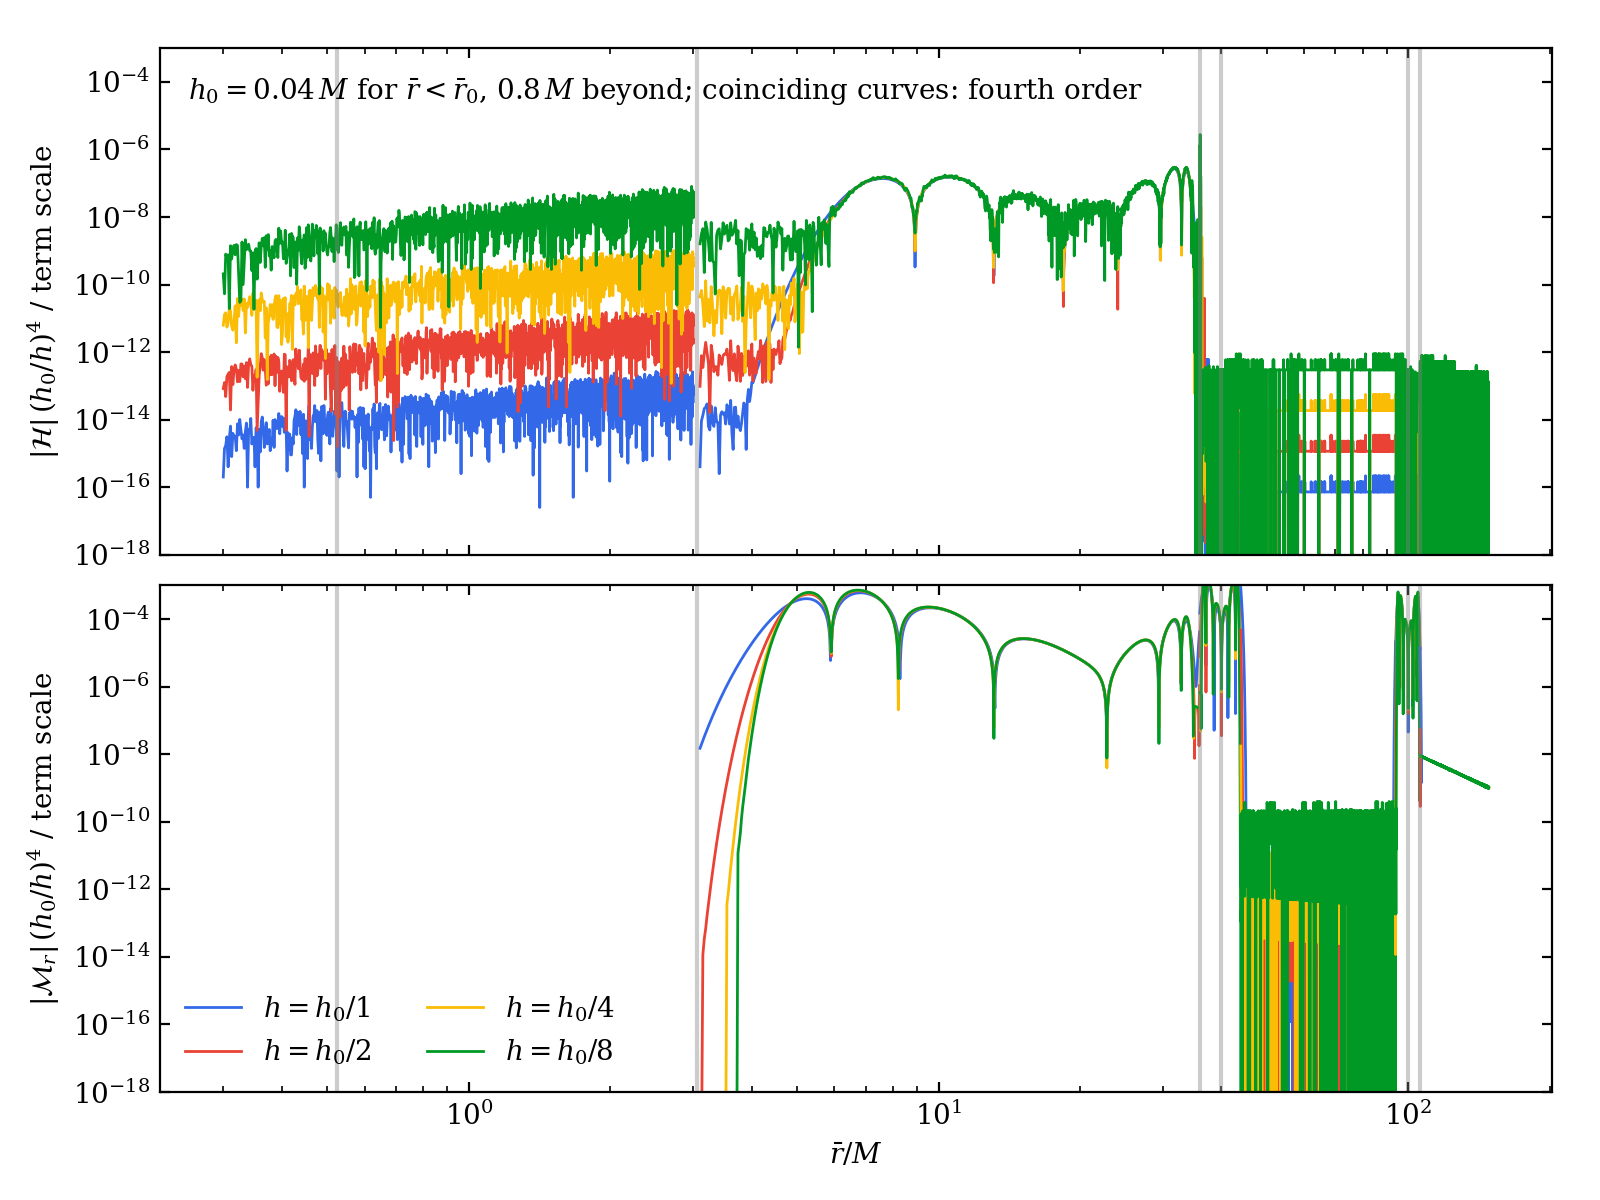 h₀ = 0.04 M for r̄ < r̄₀, 0.8 M beyond; coinciding curves: fourth order
|ℋ| (h₀/h)⁴ / term scale
10⁻⁴
10⁻⁶
10⁻⁸
10⁻¹⁰
10⁻¹²
10⁻¹⁴
10⁻¹⁶
10⁻¹⁸
|ℳᵣ| (h₀/h)⁴ / term scale
10⁻⁴
10⁻⁶
10⁻⁸
10⁻¹⁰
10⁻¹²
10⁻¹⁴
10⁻¹⁶
10⁻¹⁸
h = h₀/1
h = h₀/2
h = h₀/4
h = h₀/8
10⁰ 10¹ 10²
r̄/M